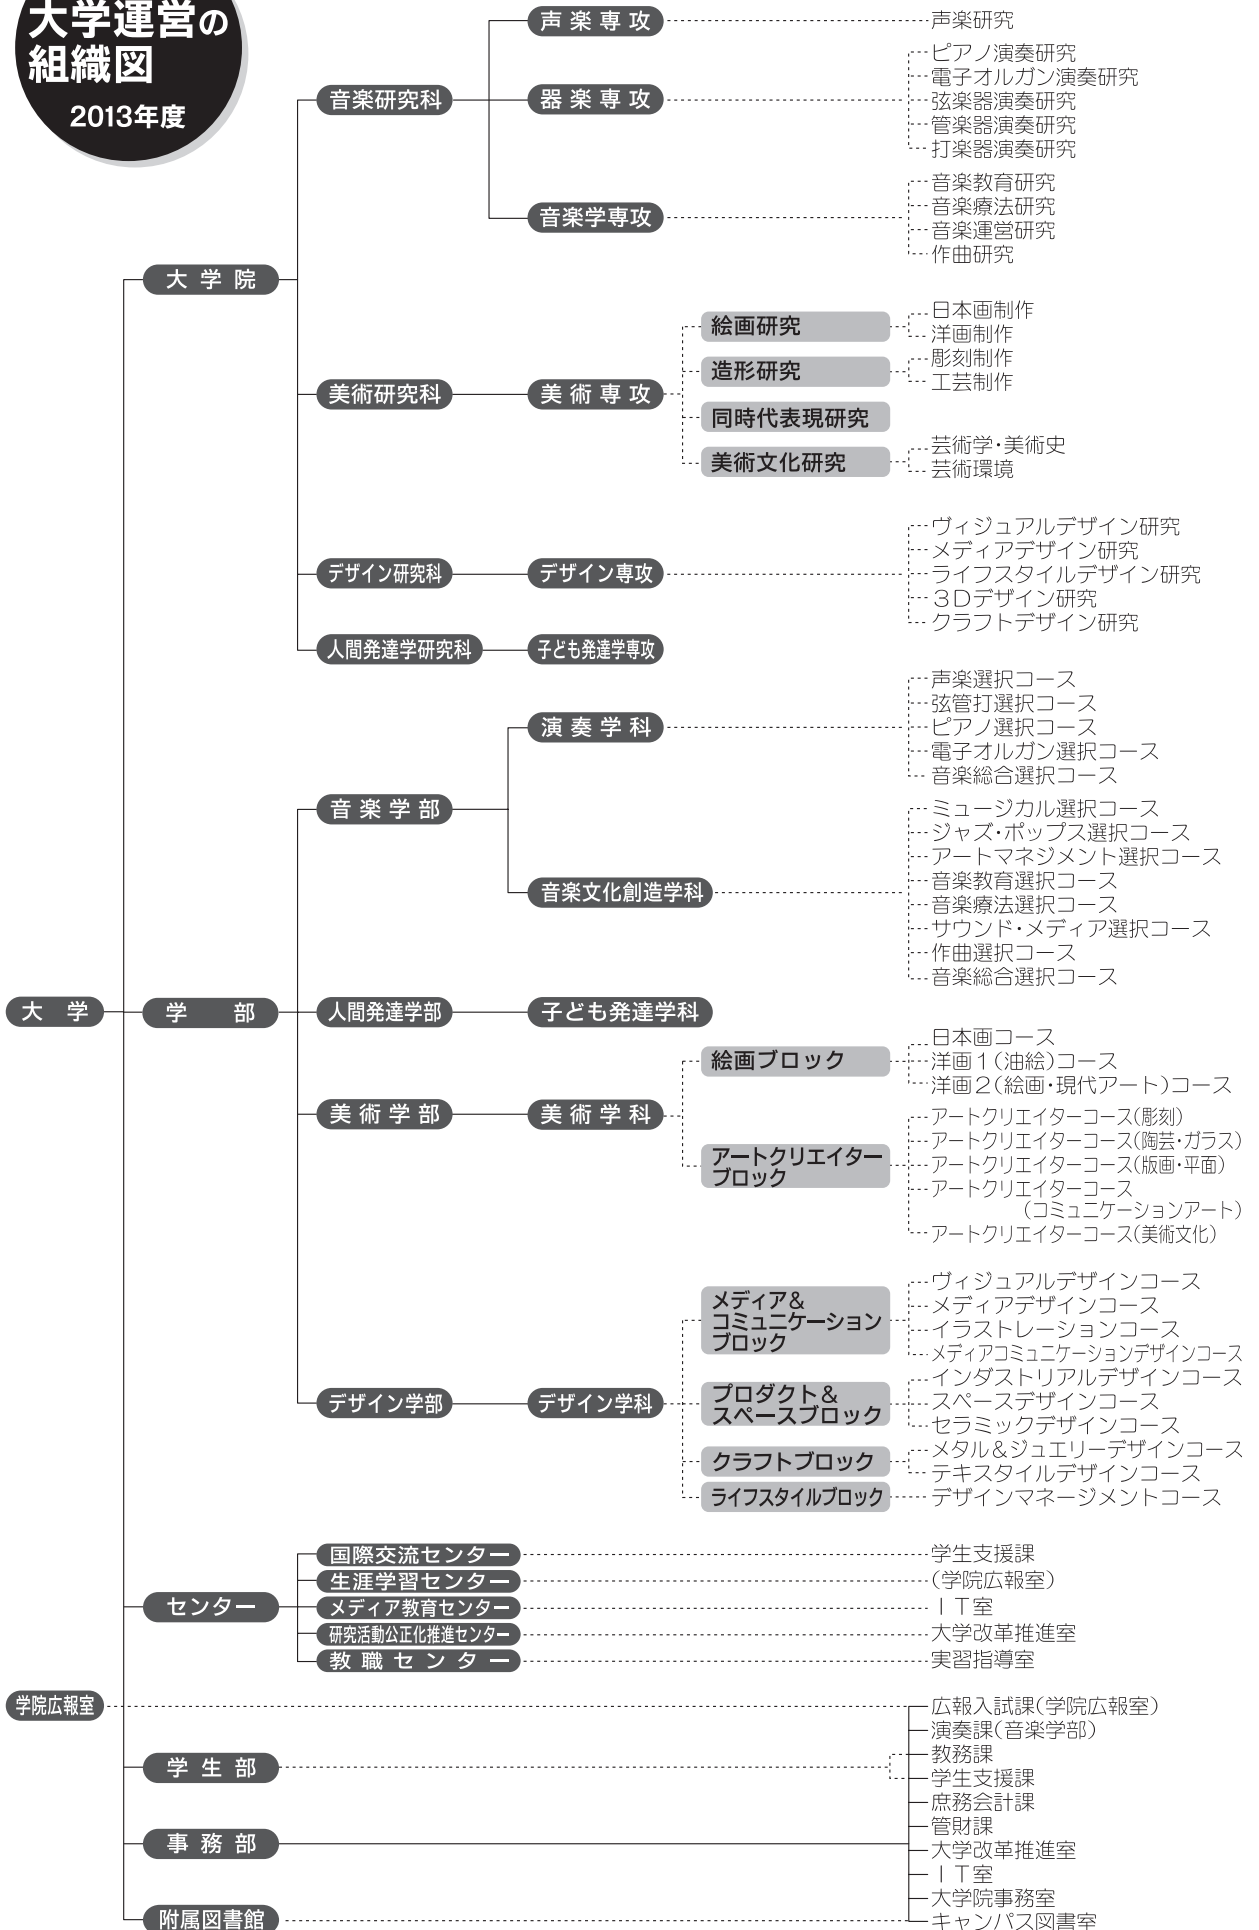 大学運営の
組織図
2013年度
声楽専攻
声楽研究
音楽研究科
器楽専攻
ピアノ演奏研究
電子オルガン演奏研究
弦楽器演奏研究
管楽器演奏研究
打楽器演奏研究
音楽学専攻
音楽教育研究
音楽療法研究
音楽運営研究
作曲研究
大学院
美術研究科
美術専攻
絵画研究
日本画制作
洋画制作
造形研究
彫刻制作
工芸制作
同時代表現研究
美術文化研究
芸術学・美術史
芸術環境
デザイン研究科
デザイン専攻
ヴィジュアルデザイン研究
メディアデザイン研究
ライフスタイルデザイン研究
3Dデザイン研究
クラフトデザイン研究
人間発達学研究科
子ども発達学専攻
演奏学科
声楽選択コース
弦管打選択コース
ピアノ選択コース
電子オルガン選択コース
音楽総合選択コース
音楽学部
音楽文化創造学科
ミュージカル選択コース
ジャズ・ポップス選択コース
アートマネジメント選択コース
音楽教育選択コース
音楽療法選択コース
サウンド・メディア選択コース
作曲選択コース
音楽総合選択コース
大学
学部
人間発達学部
子ども発達学科
美術学部
美術学科
絵画ブロック
日本画コース
洋画1(油絵)コース
洋画2(絵画・現代アート)コース
アートクリエイター
ブロック
アートクリエイターコース(彫刻)
アートクリエイターコース(陶芸・ガラス)
アートクリエイターコース(版画・平面)
アートクリエイターコース
(コミュニケーションアート)
アートクリエイターコース(美術文化)
デザイン学部
デザイン学科
メディア&
コミュニケーション
ブロック
ヴィジュアルデザインコース
メディアデザインコース
イラストレーションコース
メディアコミュニケーションデザインコース
プロダクト&
スペースブロック
インダストリアルデザインコース
スペースデザインコース
セラミックデザインコース
クラフトブロック
メタル&ジュエリーデザインコース
テキスタイルデザインコース
ライフスタイルブロック
デザインマネージメントコース
センター
国際交流センター
学生支援課
生涯学習センター
(学院広報室)
メディア教育センター
IT室
研究活動公正化推進センター
大学改革推進室
教職センター
実習指導室
学院広報室
広報入試課(学院広報室)
演奏課(音楽学部)
学生部
教務課
学生支援課
庶務会計課
管財課
事務部
大学改革推進室
IT室
大学院事務室
附属図書館
キャンパス図書室